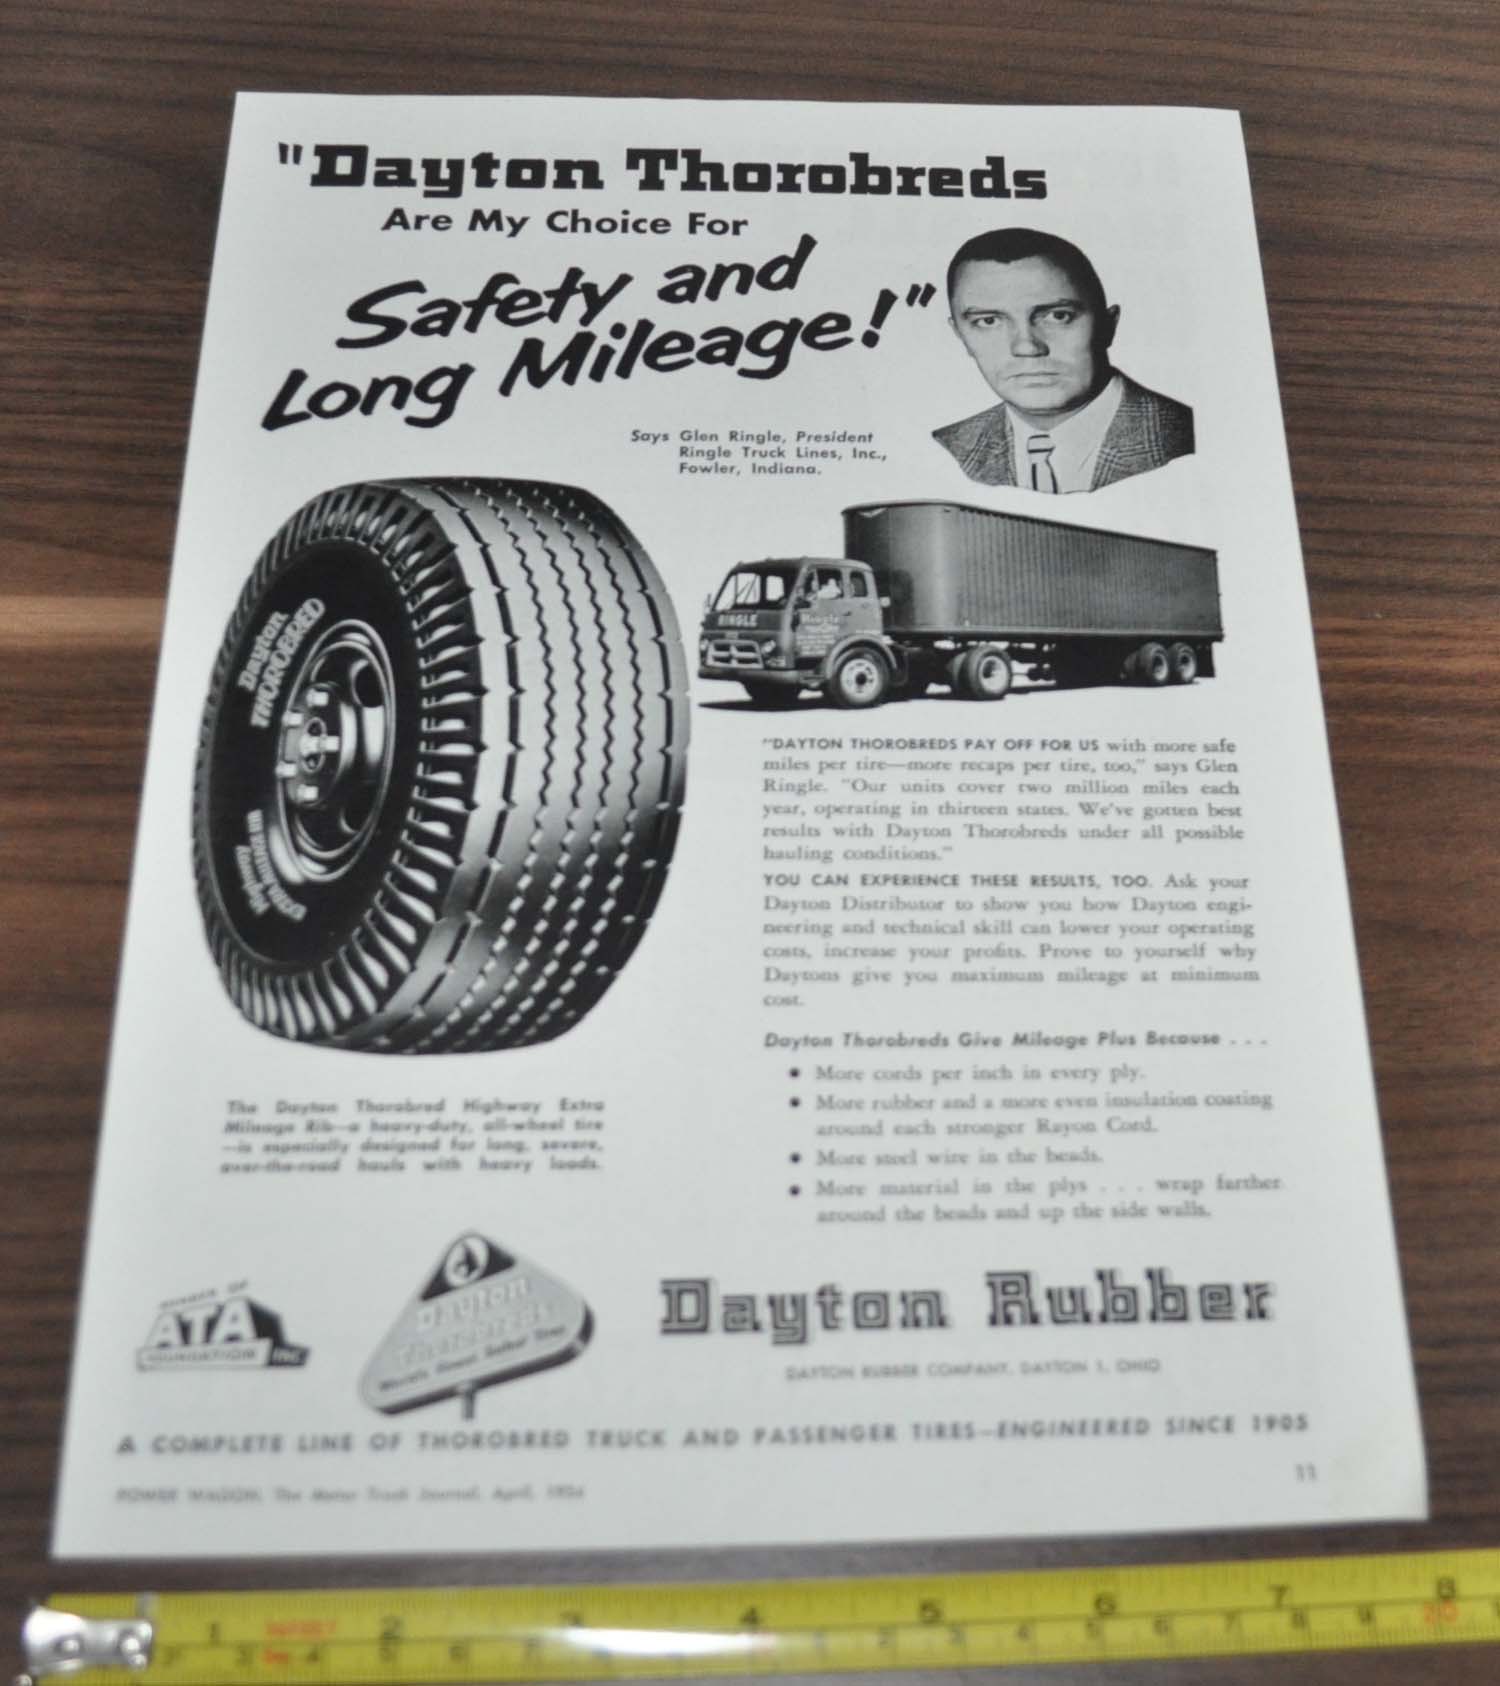 "Dayton Thorobreds
Are My Choice For
Safety and
Long Mileage!"
Says Glen Ringle, President
Ringle Truck Lines, Inc.,
Fowler, Indiana.
Dayton
THOROBRED
RINGLE
Ringle
"DAYTON THOROBREDS PAY OFF FOR US with more safe
miles per tire—more recaps per tire, too," says Glen
Ringle. "Our units cover two million miles each
year, operating in thirteen states. We've gotten best
results with Dayton Thorobreds under all possible
hauling conditions."
YOU CAN EXPERIENCE THESE RESULTS, TOO. Ask your
Dayton Distributor to show you how Dayton engi-
neering and technical skill can lower your operating
costs, increase your profits. Prove to yourself why
Daytons give you maximum mileage at minimum
cost.
Dayton Thorobreds Give Mileage Plus Because . . .
• More cords per inch in every ply.
• More rubber and a more even insulation coating
around each stronger Rayon Cord.
• More steel wire in the beads.
• More material in the plys . . . wrap farther
around the beads and up the side walls.
The Dayton Thorobred Highway Extra
Mileage Rib—a heavy-duty, all-wheel tire
—is especially designed for long, severe,
over-the-road hauls with heavy loads.
MEMBER OF
ATA
FOUNDATION INC
Dayton
Thorobreds
World's Finest, Safest Tires
Dayton Rubber
DAYTON RUBBER COMPANY, DAYTON 1, OHIO
A COMPLETE LINE OF THOROBRED TRUCK AND PASSENGER TIRES—ENGINEERED SINCE 1905
POWER WAGON, The Motor Truck Journal, April, 1954
11
1 2 3 4 5 6 7 8
20